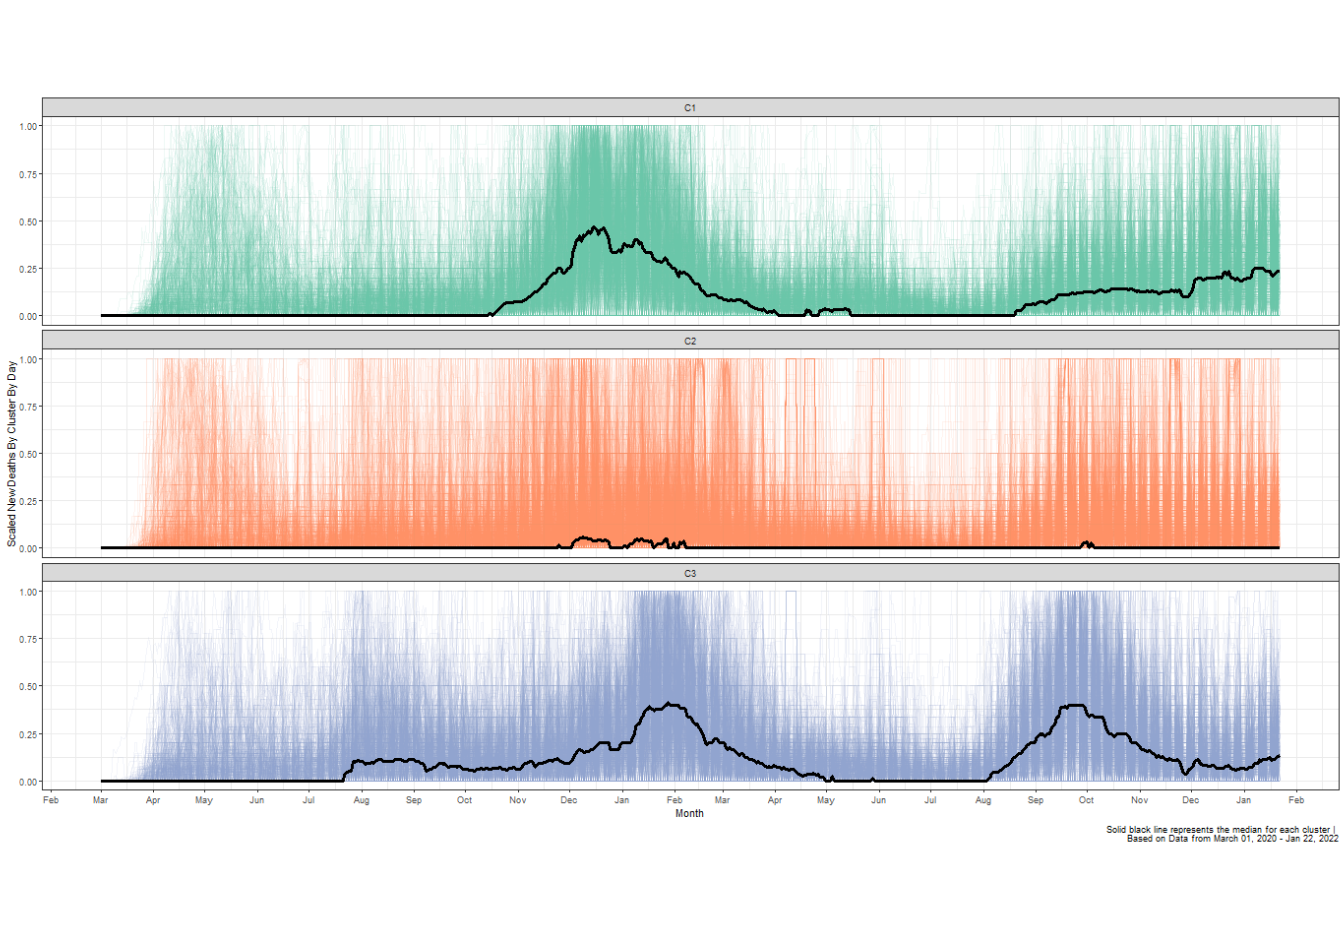 C1
1.00
0.75
0.50
0.25
0.00
C2
1.00
0.75
0.50
0.25
0.00
Scaled New Deaths By Cluster By Day
C3
1.00
0.75
0.50
0.25
0.00
Feb Mar Apr May Jun Jul Aug Sep Oct Nov Dec Jan Feb Mar Apr May Jun Jul Aug Sep Oct Nov Dec Jan Feb
Month
Solid black line represents the median for each cluster |
Based on Data from March 01, 2020 - Jan 22, 2022